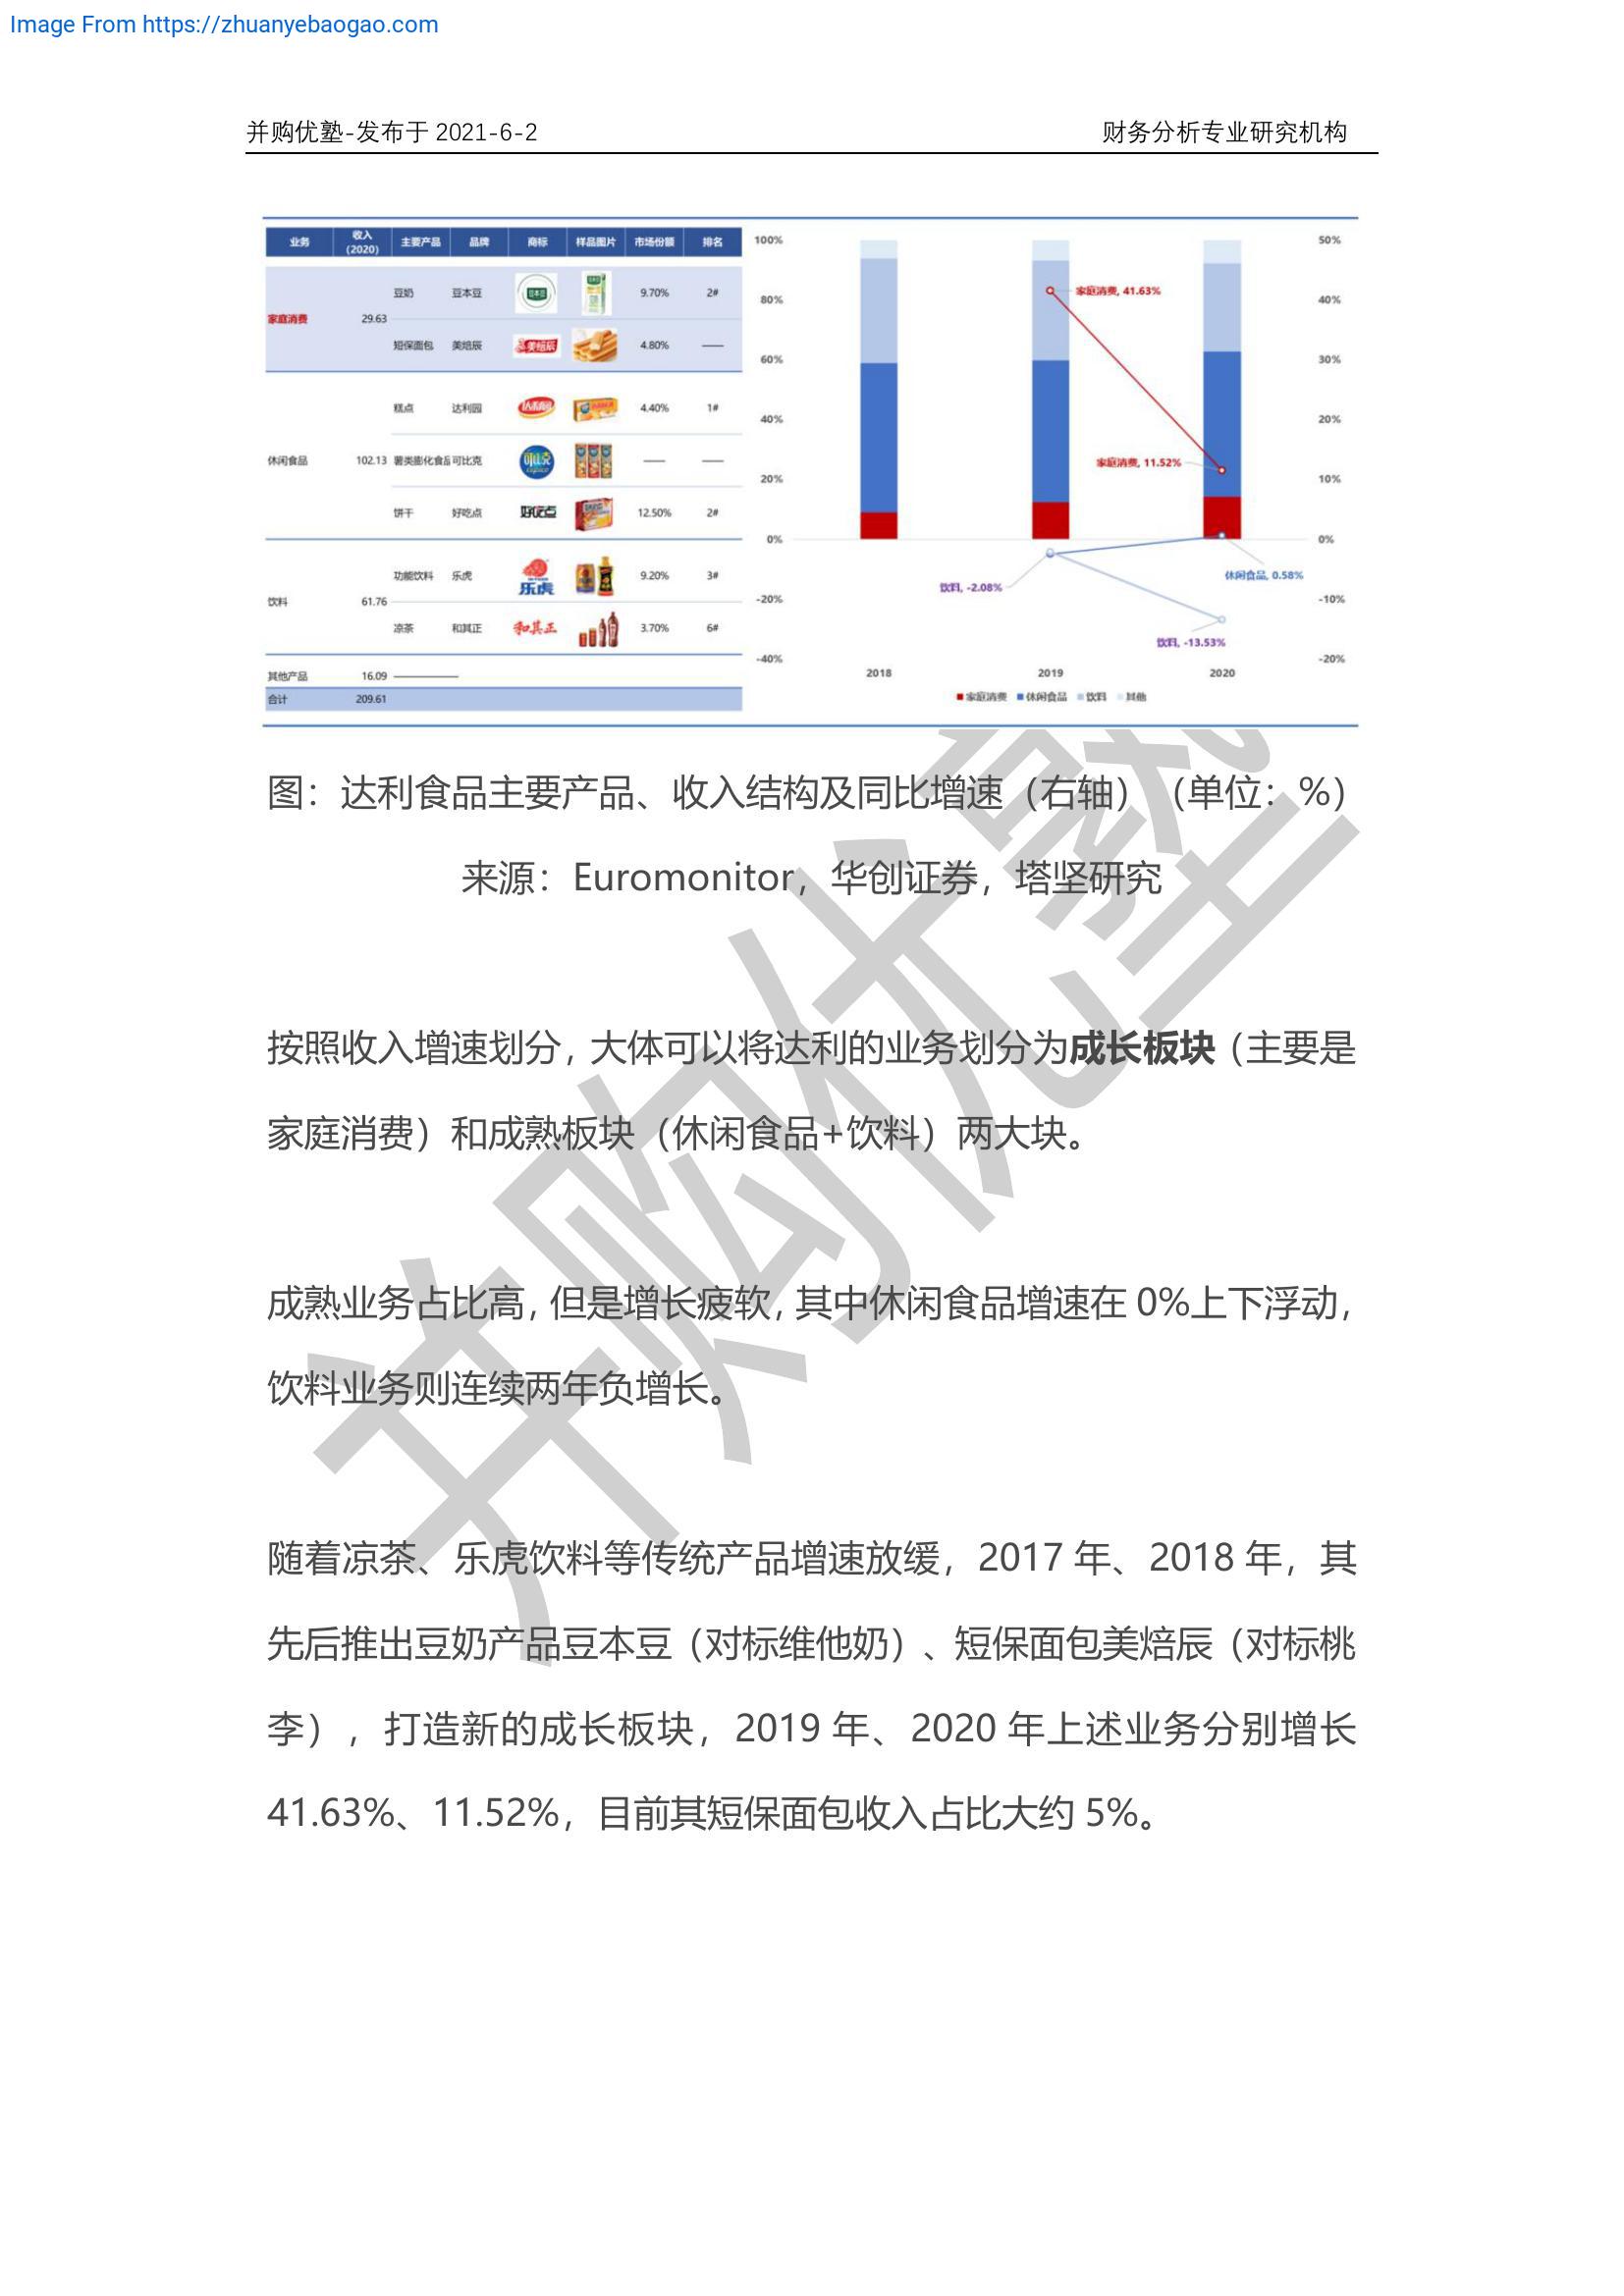 Image From https://zhuanyebaogao.com
并购优塾-发布于 2021-6-2 财务分析专业研究机构
业务 收入(2020) 主要产品 品牌 商标 样品图片 市场份额 排名
家庭消费 29.63
豆奶 豆本豆 豆本豆 9.70% 2#
短保面包 美焙辰 美焙辰 4.80% ——
休闲食品 102.13
糕点 达利园 达利园 4.40% 1#
薯类膨化食品 可比克 可比克 —— ——
饼干 好吃点 好吃点 12.50% 2#
饮料 61.76
功能饮料 乐虎 乐虎 9.20% 3#
凉茶 和其正 和其正 3.70% 6#
其他产品 16.09
合计 209.61
100%
80%
60%
40%
20%
0%
-20%
-40%
50%
40%
30%
20%
10%
0%
-10%
-20%
家庭消费, 41.63%
家庭消费, 11.52%
饮料, -2.08%
休闲食品, 0.58%
饮料, -13.53%
2018 2019 2020
家庭消费 休闲食品 饮料 其他
图：达利食品主要产品、收入结构及同比增速（右轴）（单位：%）
来源：Euromonitor，华创证券，塔坚研究
按照收入增速划分，大体可以将达利的业务划分为成长板块（主要是
家庭消费）和成熟板块（休闲食品+饮料）两大块。
成熟业务占比高，但是增长疲软，其中休闲食品增速在 0%上下浮动，
饮料业务则连续两年负增长。
随着凉茶、乐虎饮料等传统产品增速放缓，2017 年、2018 年，其
先后推出豆奶产品豆本豆（对标维他奶）、短保面包美焙辰（对标桃
李），打造新的成长板块，2019 年、2020 年上述业务分别增长
41.63%、11.52%，目前其短保面包收入占比大约 5%。
并购优塾